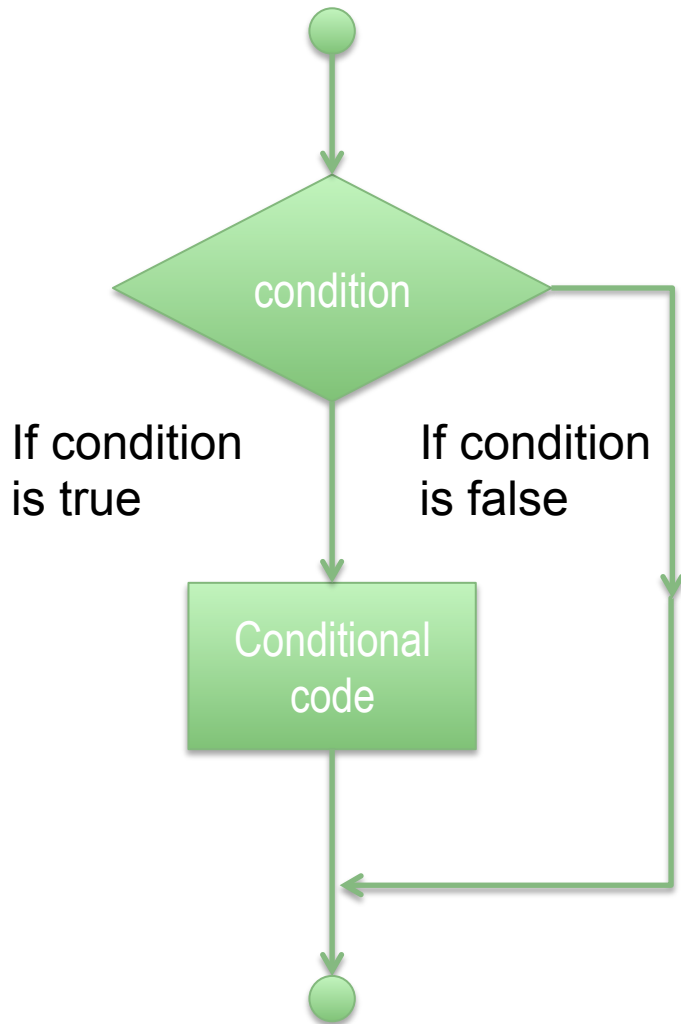 condition
If condition
is true
If condition
is false
Conditional
code